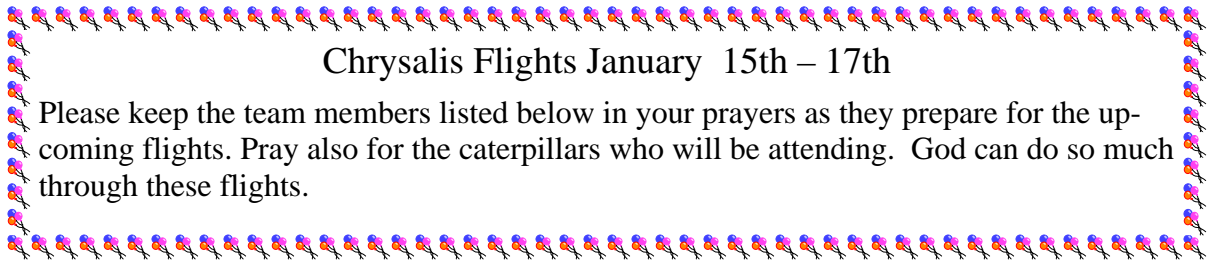 Chrysalis Flights January  15th – 17th
Please keep the team members listed below in your prayers as they prepare for the up-
coming flights. Pray also for the caterpillars who will be attending.  God can do so much
through these flights.